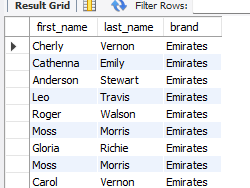 Result Grid Filter Rows:
first_name last_name brand
Cherly Vernon Emirates
Cathenna Emily Emirates
Anderson Stewart Emirates
Leo Travis Emirates
Roger Walson Emirates
Moss Morris Emirates
Gloria Richie Emirates
Moss Morris Emirates
Carol Vernon Emirates